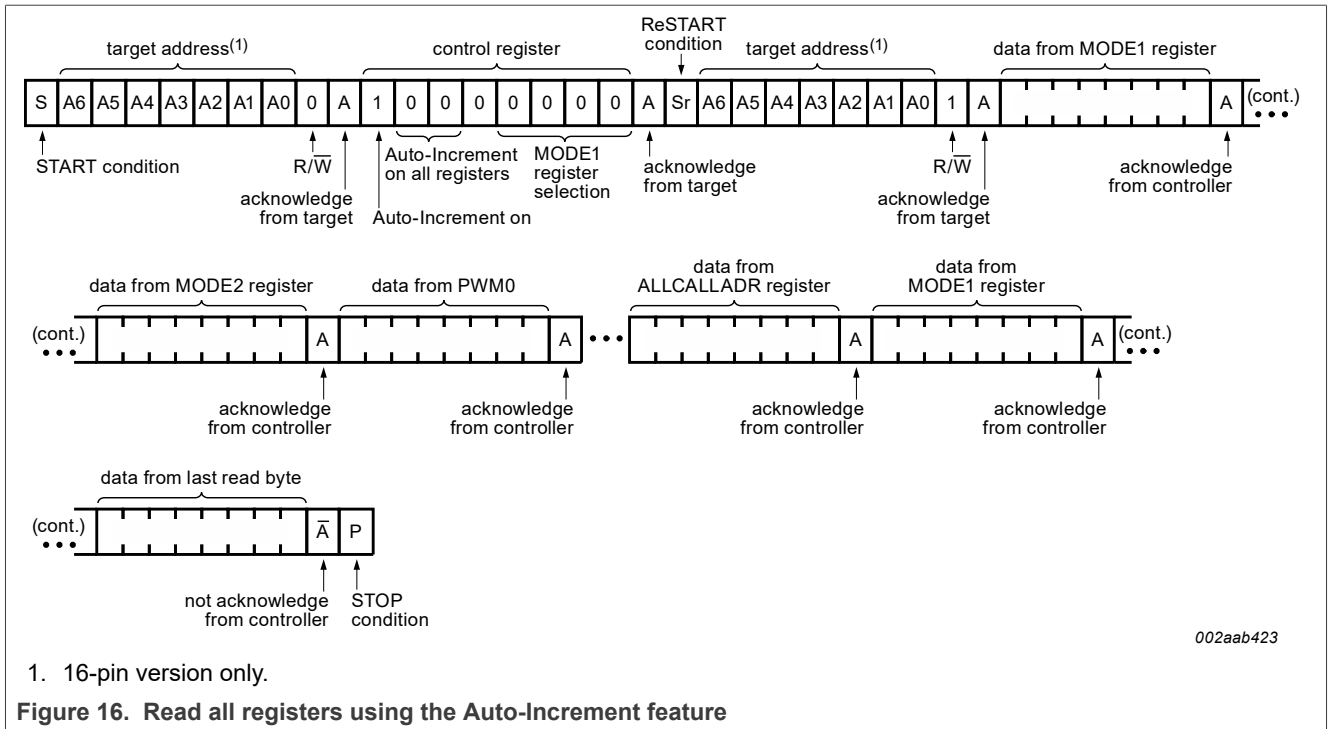 ReSTART
condition
target address(1)
control register
target address(1)
data from MODE1 register
S A6 A5 A4 A3 A2 A1 A0 0 A 1 0 0 0 0 0 0 0 A Sr A6 A5 A4 A3 A2 A1 A0 1 A A (cont.)
START condition
R/W̅
Auto-Increment
on all registers
MODE1
register
selection
acknowledge
from target
R/W̅
acknowledge
from controller
acknowledge
from target
Auto-Increment on
acknowledge
from target
data from MODE2 register
data from PWM0
data from
ALLCALLADR register
data from
MODE1 register
(cont.) A A A A (cont.)
acknowledge
from controller
acknowledge
from controller
acknowledge
from controller
acknowledge
from controller
data from last read byte
(cont.) A̅ P
not acknowledge
from controller
STOP
condition
002aab423
1. 16-pin version only.
Figure 16. Read all registers using the Auto-Increment feature